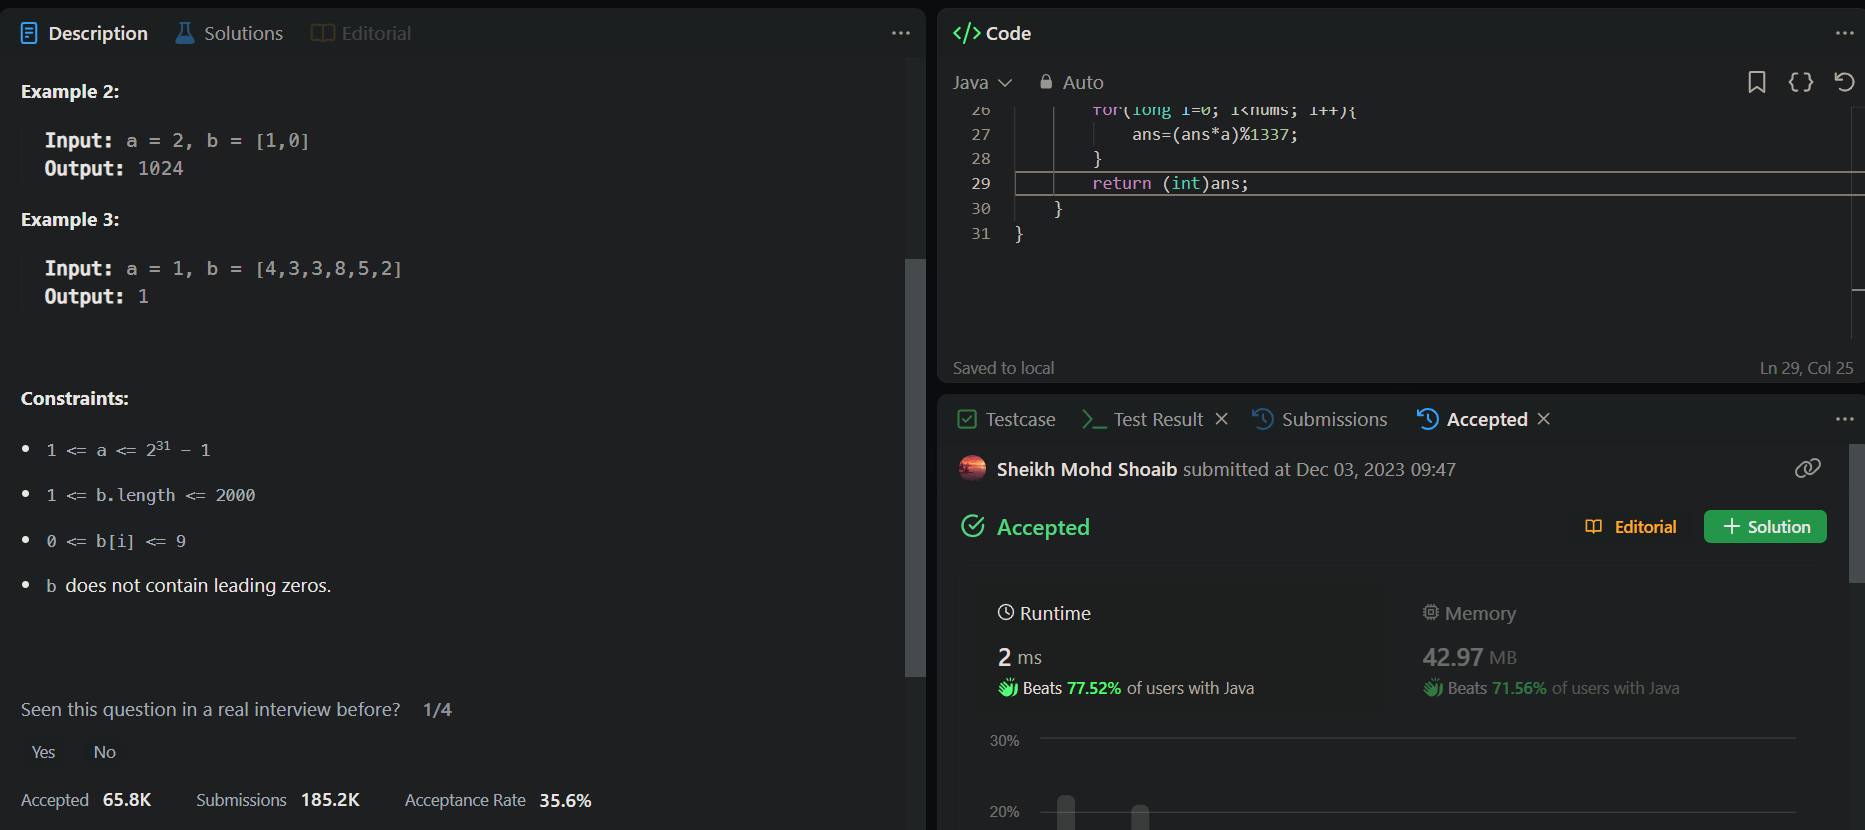 Description Solutions Editorial
Example 2:
Input: a = 2, b = [1,0]
Output: 1024
Example 3:
Input: a = 1, b = [4,3,3,8,5,2]
Output: 1
Constraints:
1 <= a <= 2³¹ - 1
1 <= b.length <= 2000
0 <= b[i] <= 9
b does not contain leading zeros.
Seen this question in a real interview before? 1/4
Yes No
Accepted 65.8K Submissions 185.2K Acceptance Rate 35.6%
</> Code
Java Auto
26 for(long i=0; i<nums; i++){
27 ans=(ans*a)%1337;
28 }
29 return (int)ans;
30 }
31 }
Saved to local Ln 29, Col 25
Testcase Test Result Submissions Accepted
Sheikh Mohd Shoaib submitted at Dec 03, 2023 09:47
Accepted Editorial + Solution
Runtime Memory
2 ms 42.97 MB
Beats 77.52% of users with Java Beats 71.56% of users with Java
30%
20%